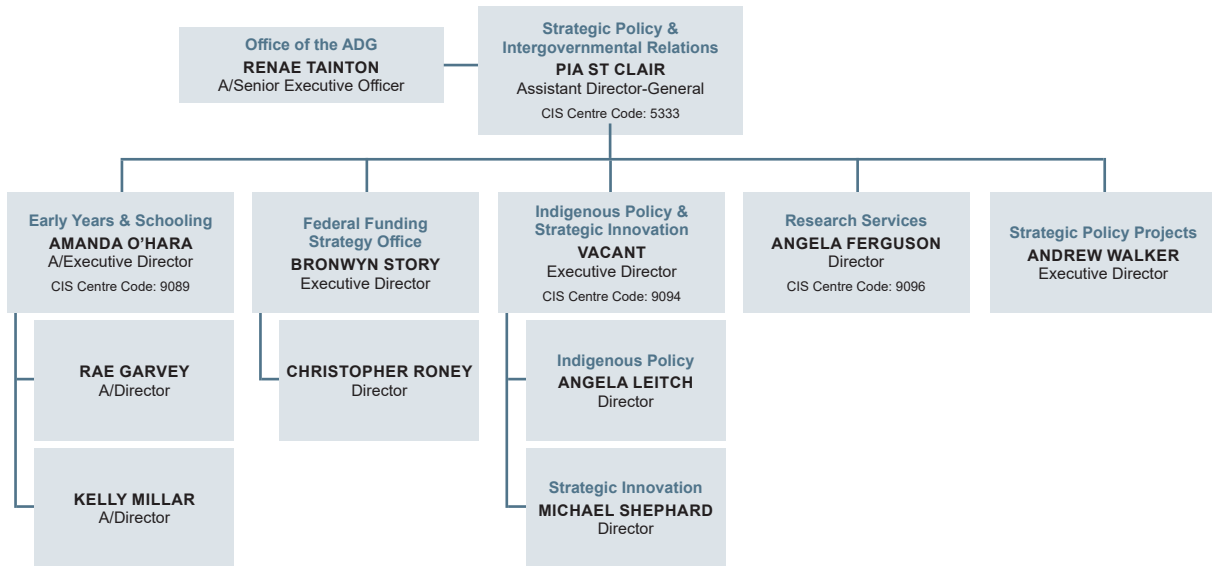 Office of the ADG
RENAE TAINTON
A/Senior Executive Officer
Strategic Policy &
Intergovernmental Relations
PIA ST CLAIR
Assistant Director-General
CIS Centre Code: 5333
Early Years & Schooling
AMANDA O'HARA
A/Executive Director
CIS Centre Code: 9089
Federal Funding
Strategy Office
BRONWYN STORY
Executive Director
Indigenous Policy &
Strategic Innovation
VACANT
Executive Director
CIS Centre Code: 9094
Research Services
ANGELA FERGUSON
Director
CIS Centre Code: 9096
Strategic Policy Projects
ANDREW WALKER
Executive Director
RAE GARVEY
A/Director
CHRISTOPHER RONEY
Director
Indigenous Policy
ANGELA LEITCH
Director
KELLY MILLAR
A/Director
Strategic Innovation
MICHAEL SHEPHARD
Director